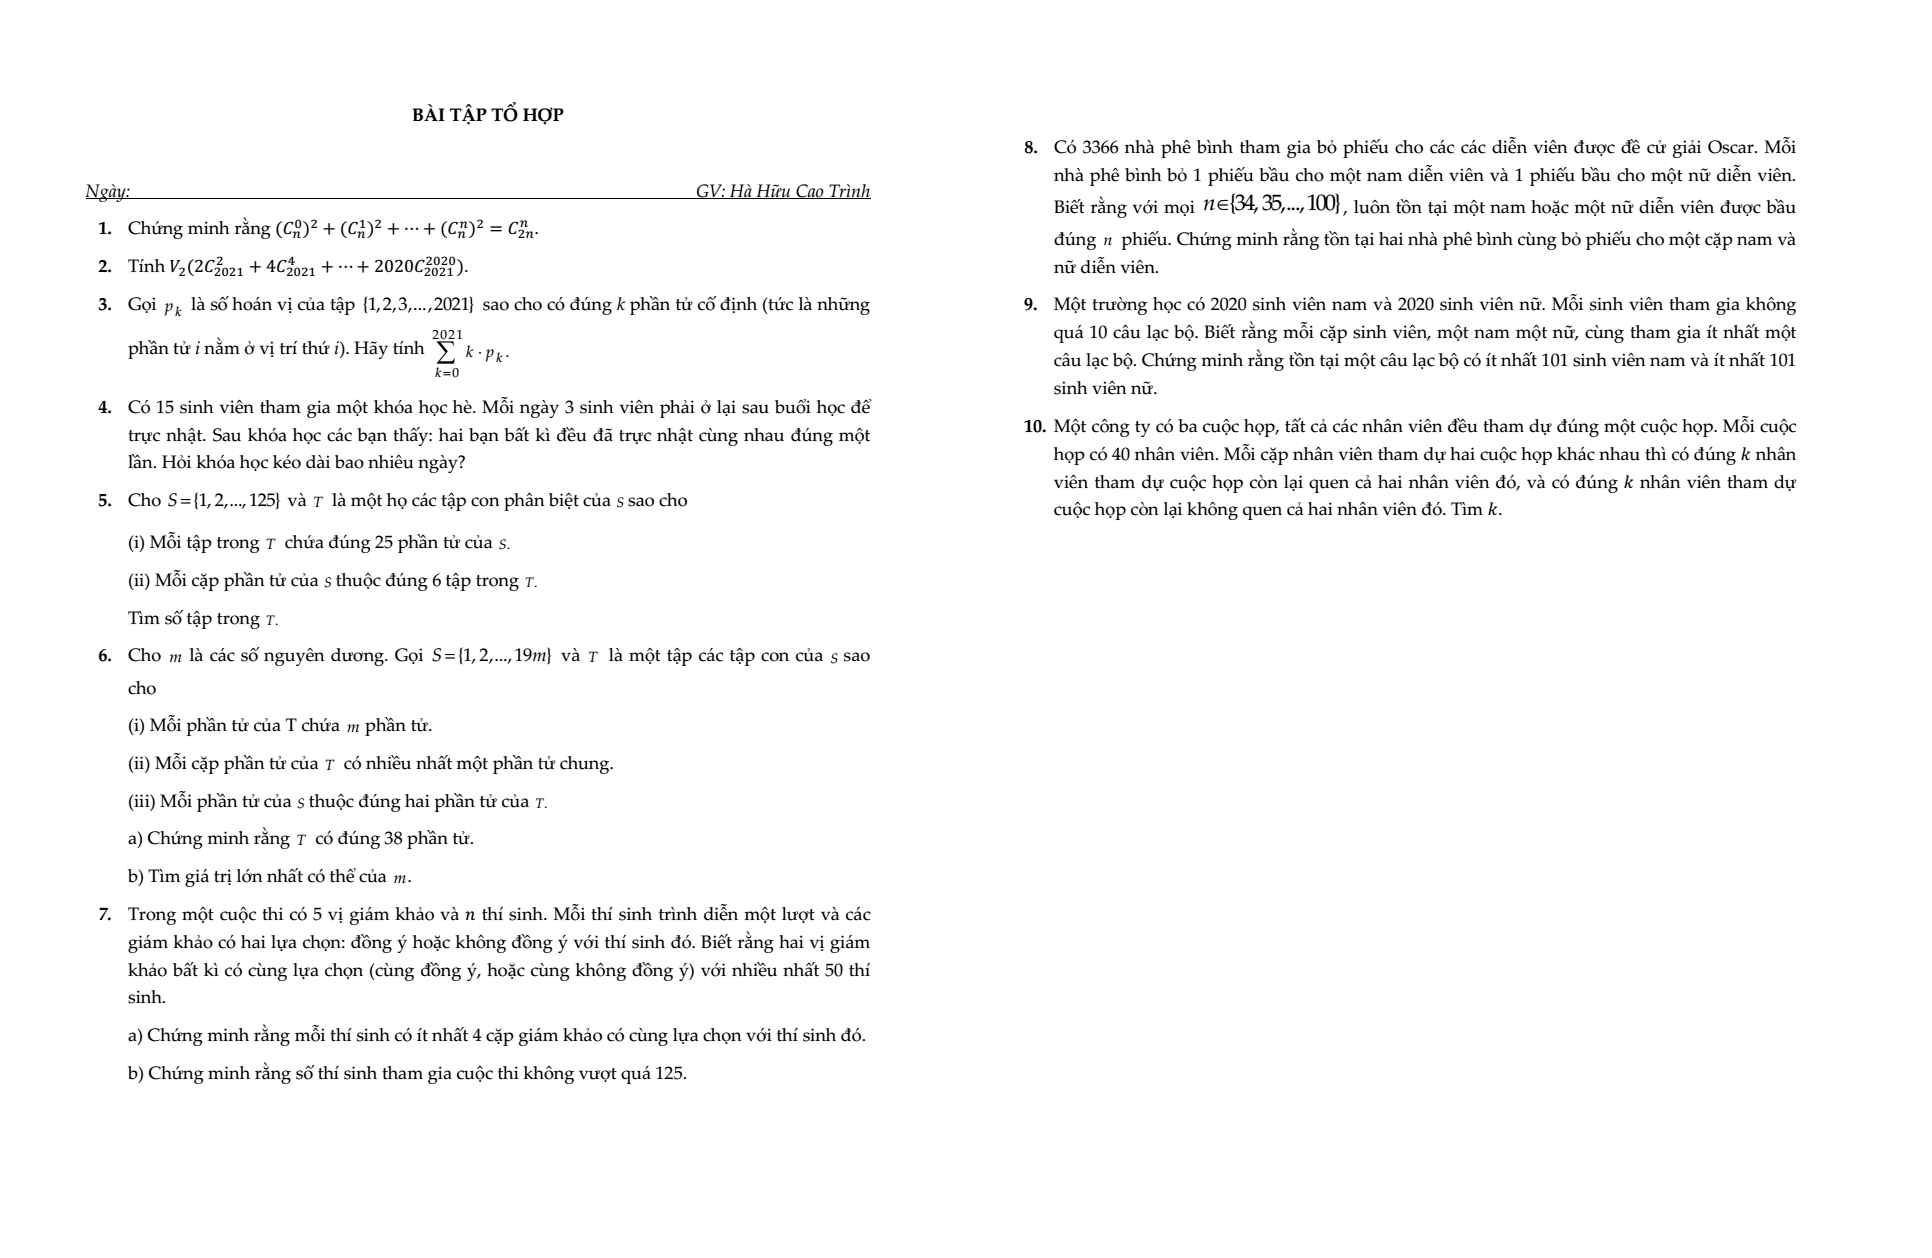 BÀI TẬP TỔ HỢP
Ngày: GV: Hà Hữu Cao Trình
1. Chứng minh rằng $(C_n^0)^2 + (C_n^1)^2 + \cdots + (C_n^n)^2 = C_{2n}^n$.
2. Tính $V_2(2C_{2021}^2 + 4C_{2021}^4 + \cdots + 2020C_{2021}^{2020})$.
3. Gọi $p_k$ là số hoán vị của tập $\{1,2,3,...,2021\}$ sao cho có đúng k phần tử cố định (tức là những
phần tử i nằm ở vị trí thứ i). Hãy tính $\sum_{k=0}^{2021} k \cdot p_k$.
4. Có 15 sinh viên tham gia một khóa học hè. Mỗi ngày 3 sinh viên phải ở lại sau buổi học để
trực nhật. Sau khóa học các bạn thấy: hai bạn bất kì đều đã trực nhật cùng nhau đúng một
lần. Hỏi khóa học kéo dài bao nhiêu ngày?
5. Cho $S=\{1,2,...,125\}$ và T là một họ các tập con phân biệt của S sao cho
(i) Mỗi tập trong T chứa đúng 25 phần tử của S.
(ii) Mỗi cặp phần tử của S thuộc đúng 6 tập trong T.
Tìm số tập trong T.
6. Cho m là các số nguyên dương. Gọi $S=\{1,2,...,19m\}$ và T là một tập các tập con của S sao
cho
(i) Mỗi phần tử của T chứa m phần tử.
(ii) Mỗi cặp phần tử của T có nhiều nhất một phần tử chung.
(iii) Mỗi phần tử của S thuộc đúng hai phần tử của T.
a) Chứng minh rằng T có đúng 38 phần tử.
b) Tìm giá trị lớn nhất có thể của m.
7. Trong một cuộc thi có 5 vị giám khảo và n thí sinh. Mỗi thí sinh trình diễn một lượt và các
giám khảo có hai lựa chọn: đồng ý hoặc không đồng ý với thí sinh đó. Biết rằng hai vị giám
khảo bất kì có cùng lựa chọn (cùng đồng ý, hoặc cùng không đồng ý) với nhiều nhất 50 thí
sinh.
a) Chứng minh rằng mỗi thí sinh có ít nhất 4 cặp giám khảo có cùng lựa chọn với thí sinh đó.
b) Chứng minh rằng số thí sinh tham gia cuộc thi không vượt quá 125.
8. Có 3366 nhà phê bình tham gia bỏ phiếu cho các các diễn viên được đề cử giải Oscar. Mỗi
nhà phê bình bỏ 1 phiếu bầu cho một nam diễn viên và 1 phiếu bầu cho một nữ diễn viên.
Biết rằng với mọi $n\in\{34,35,...,100\}$, luôn tồn tại một nam hoặc một nữ diễn viên được bầu
đúng n phiếu. Chứng minh rằng tồn tại hai nhà phê bình cùng bỏ phiếu cho một cặp nam và
nữ diễn viên.
9. Một trường học có 2020 sinh viên nam và 2020 sinh viên nữ. Mỗi sinh viên tham gia không
quá 10 câu lạc bộ. Biết rằng mỗi cặp sinh viên, một nam một nữ, cùng tham gia ít nhất một
câu lạc bộ. Chứng minh rằng tồn tại một câu lạc bộ có ít nhất 101 sinh viên nam và ít nhất 101
sinh viên nữ.
10. Một công ty có ba cuộc họp, tất cả các nhân viên đều tham dự đúng một cuộc họp. Mỗi cuộc
họp có 40 nhân viên. Mỗi cặp nhân viên tham dự hai cuộc họp khác nhau thì có đúng k nhân
viên tham dự cuộc họp còn lại quen cả hai nhân viên đó, và có đúng k nhân viên tham dự
cuộc họp còn lại không quen cả hai nhân viên đó. Tìm k.